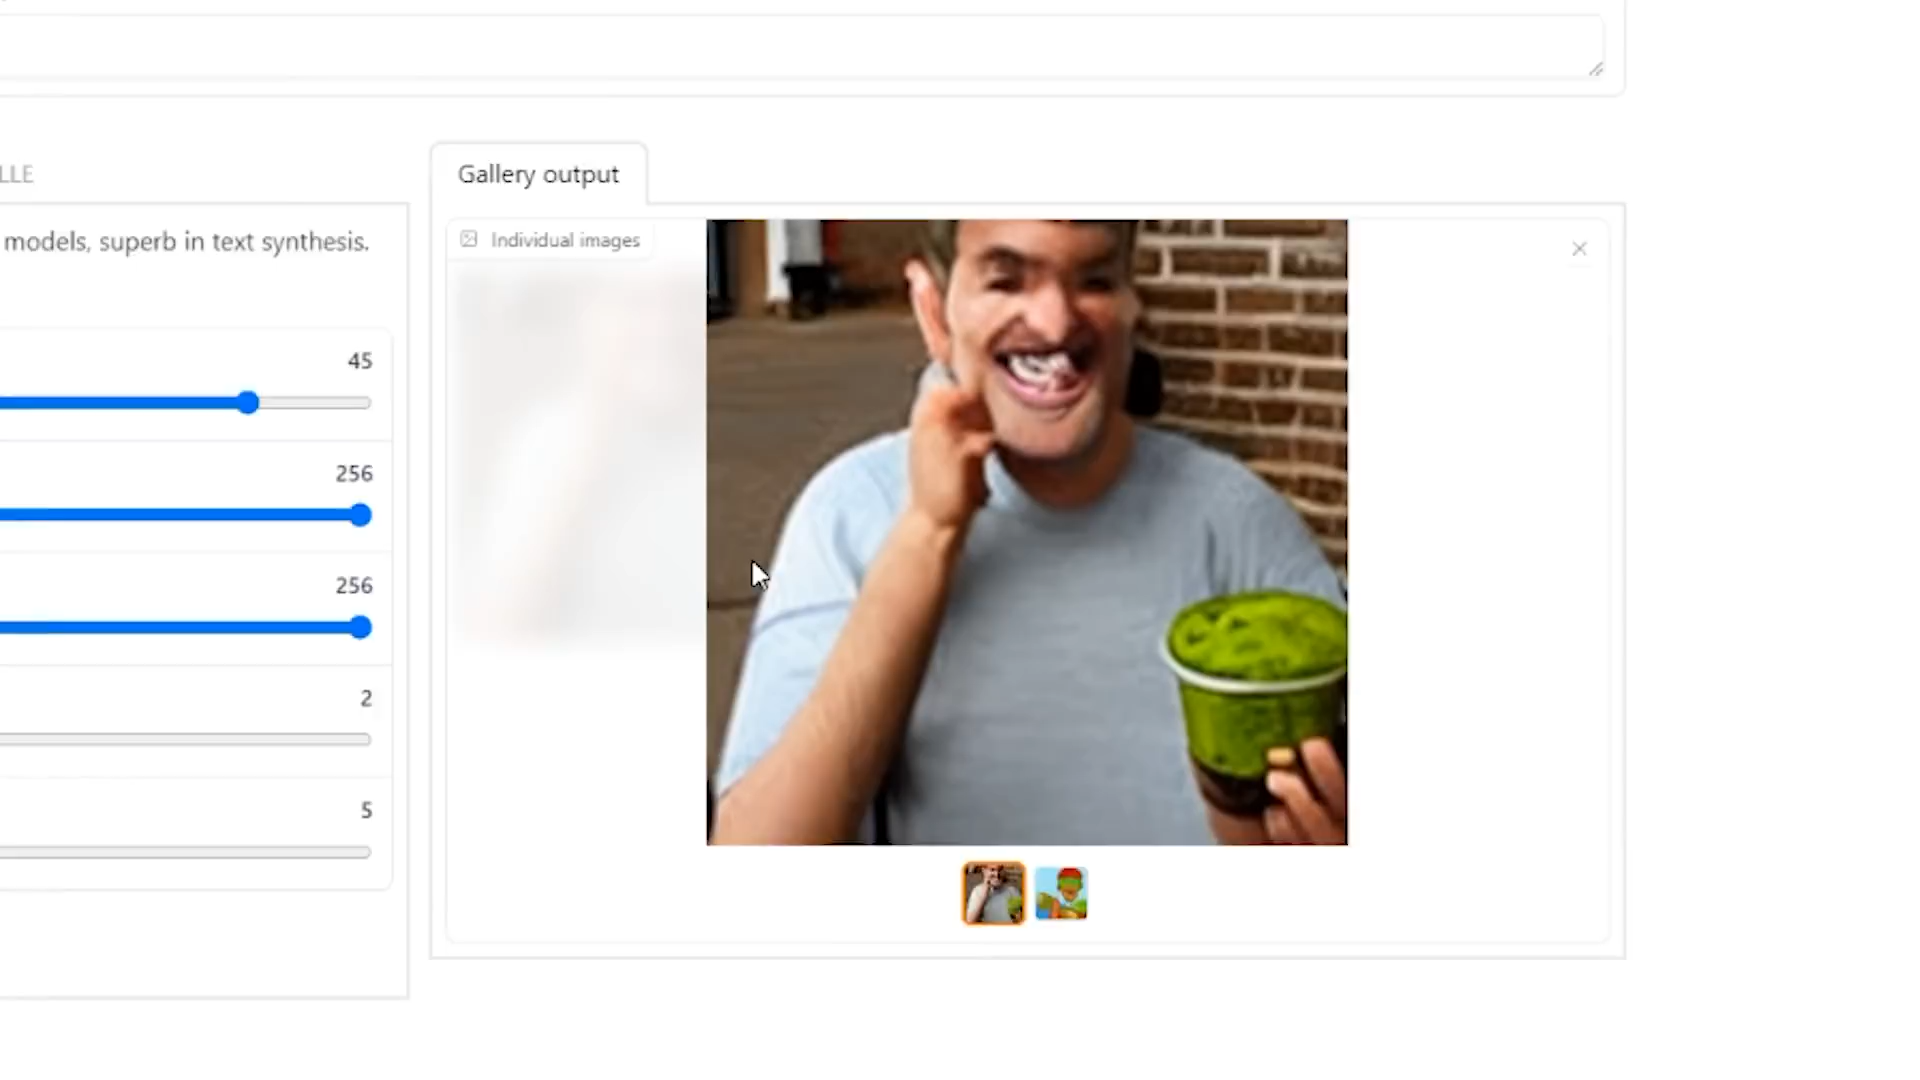 LLE
Gallery output
models, superb in text synthesis.
Individual images
45
256
256
2
5